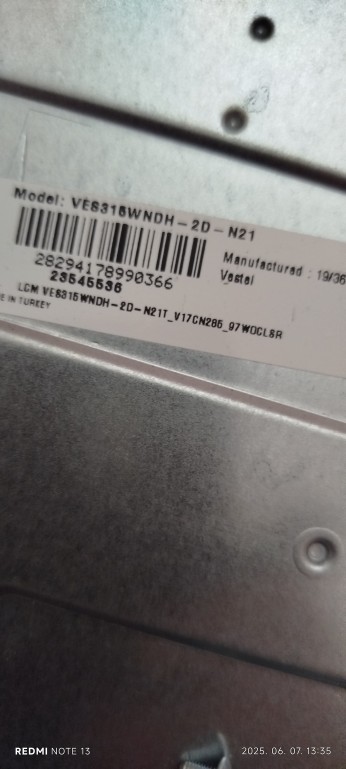 Model: VES315WNDH-2D-N21
28294178990366
Manufactured : 19/36
23545536
Vestel
LCM VES315WNDH-2D-N21T_V17CN285_97WOCLSR
E IN TURKEY
REDMI NOTE 13
2025. 06. 07. 13:35